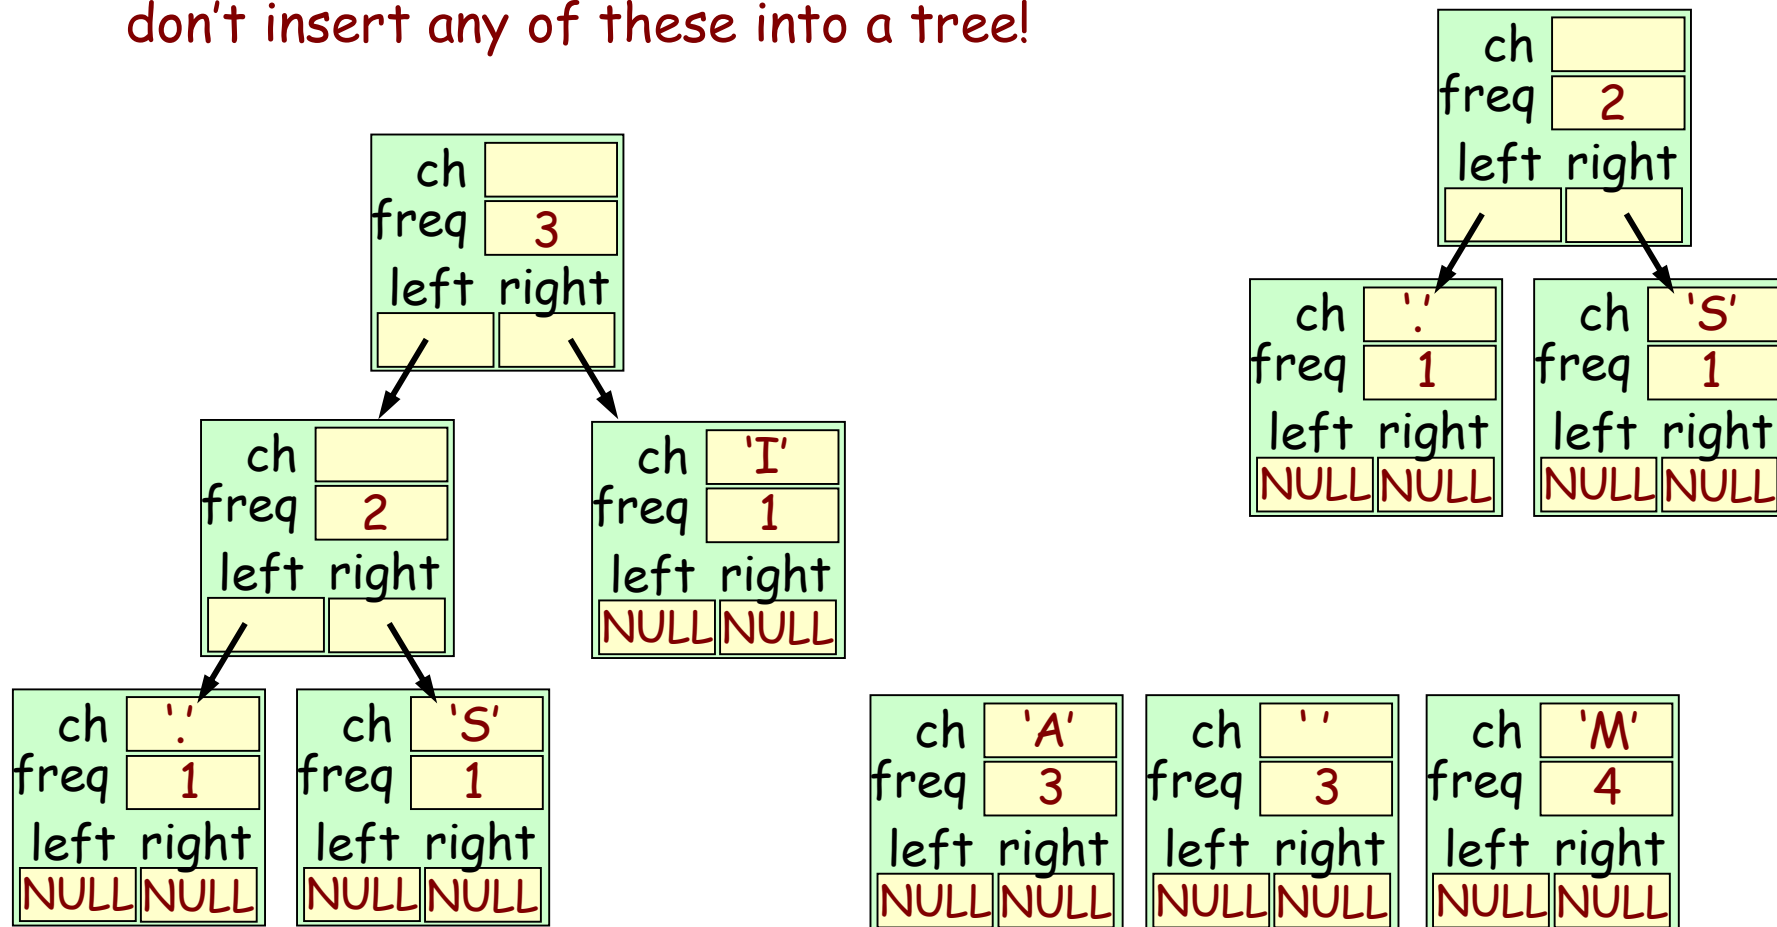 don't insert any of these into a tree!
ch
freq 2
left right
ch
freq 3
left right
ch '.'
freq 1
left right
NULL NULL
ch 'S'
freq 1
left right
NULL NULL
ch
freq 2
left right
ch 'I'
freq 1
left right
NULL NULL
ch '.'
freq 1
left right
NULL NULL
ch 'S'
freq 1
left right
NULL NULL
ch 'A'
freq 3
left right
NULL NULL
ch ' '
freq 3
left right
NULL NULL
ch 'M'
freq 4
left right
NULL NULL